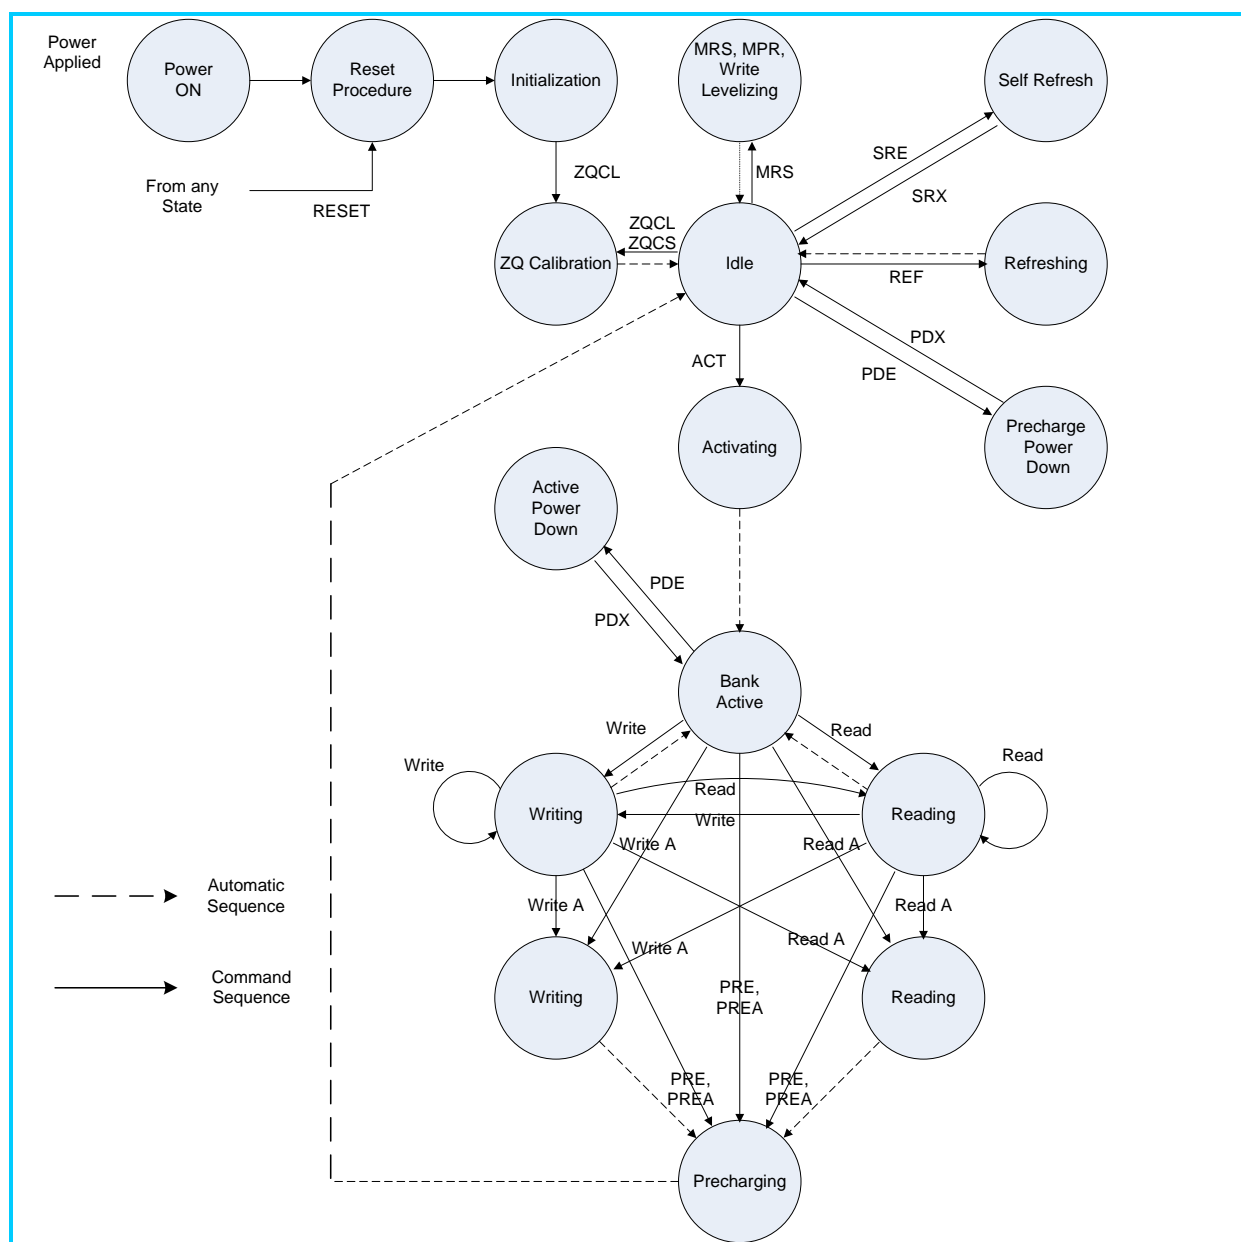 Power
Applied
Power
ON
Reset
Procedure
Initialization
MRS, MPR,
Write
Levelizing
Self Refresh
From any
State
RESET
ZQCL
MRS
SRE
SRX
ZQCL
ZQCS
ZQ Calibration
Idle
Refreshing
REF
ACT
PDX
PDE
Activating
Precharge
Power
Down
Active
Power
Down
PDE
PDX
Bank
Active
Write
Read
Write
Read
Read
Writing
Write
Reading
Write A
Read A
Automatic
Sequence
Write A
Read A
Write A
Read A
Command
Sequence
Writing
PRE,
PREA
Reading
PRE,
PREA
PRE,
PREA
Precharging